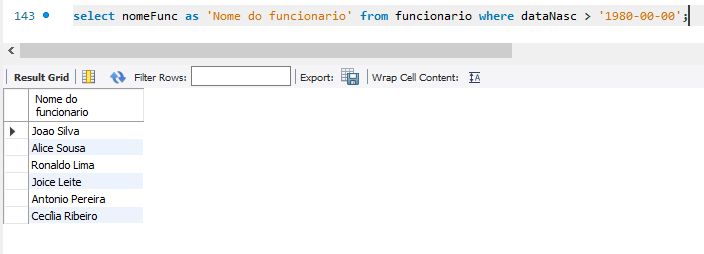 143 select nomeFunc as 'Nome do funcionario' from funcionario where dataNasc > '1980-00-00';
Result Grid Filter Rows: Export: Wrap Cell Content:
Nome do
funcionario
Joao Silva
Alice Sousa
Ronaldo Lima
Joice Leite
Antonio Pereira
Cecília Ribeiro